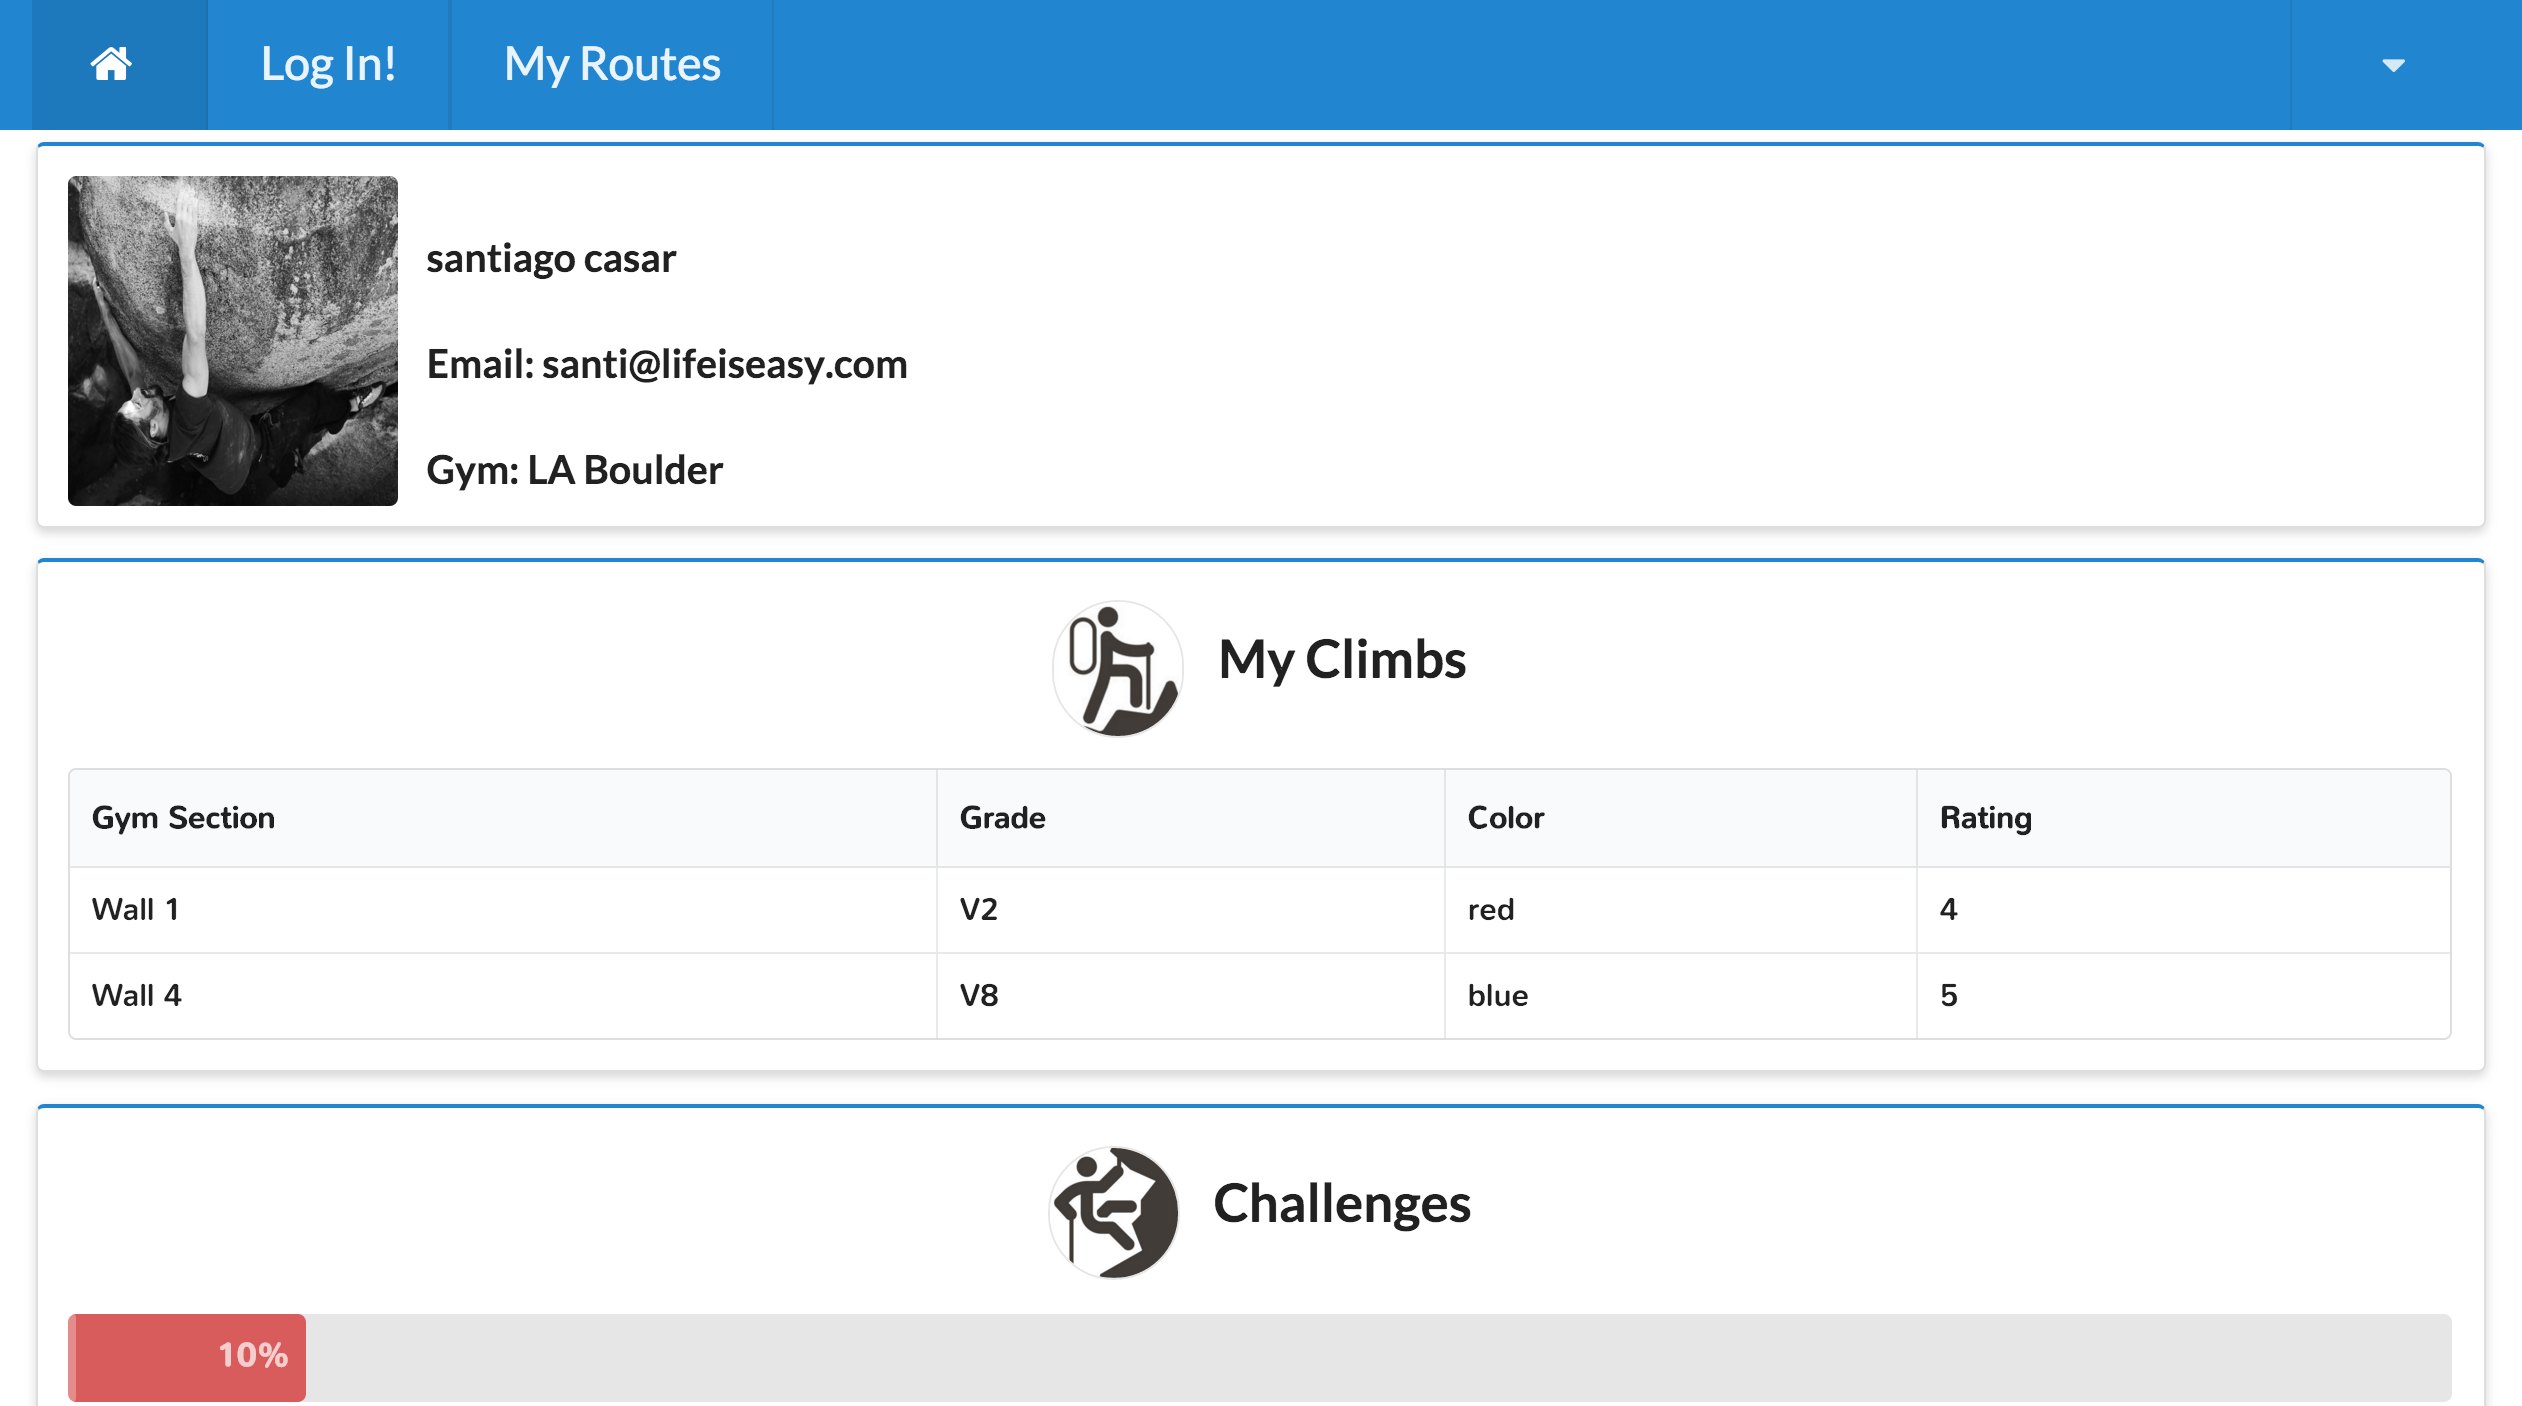 Log In! My Routes
santiago casar
Email: santi@lifeiseasy.com
Gym: LA Boulder
My Climbs
Gym Section Grade Color Rating
Wall 1 V2 red 4
Wall 4 V8 blue 5
Challenges
10%